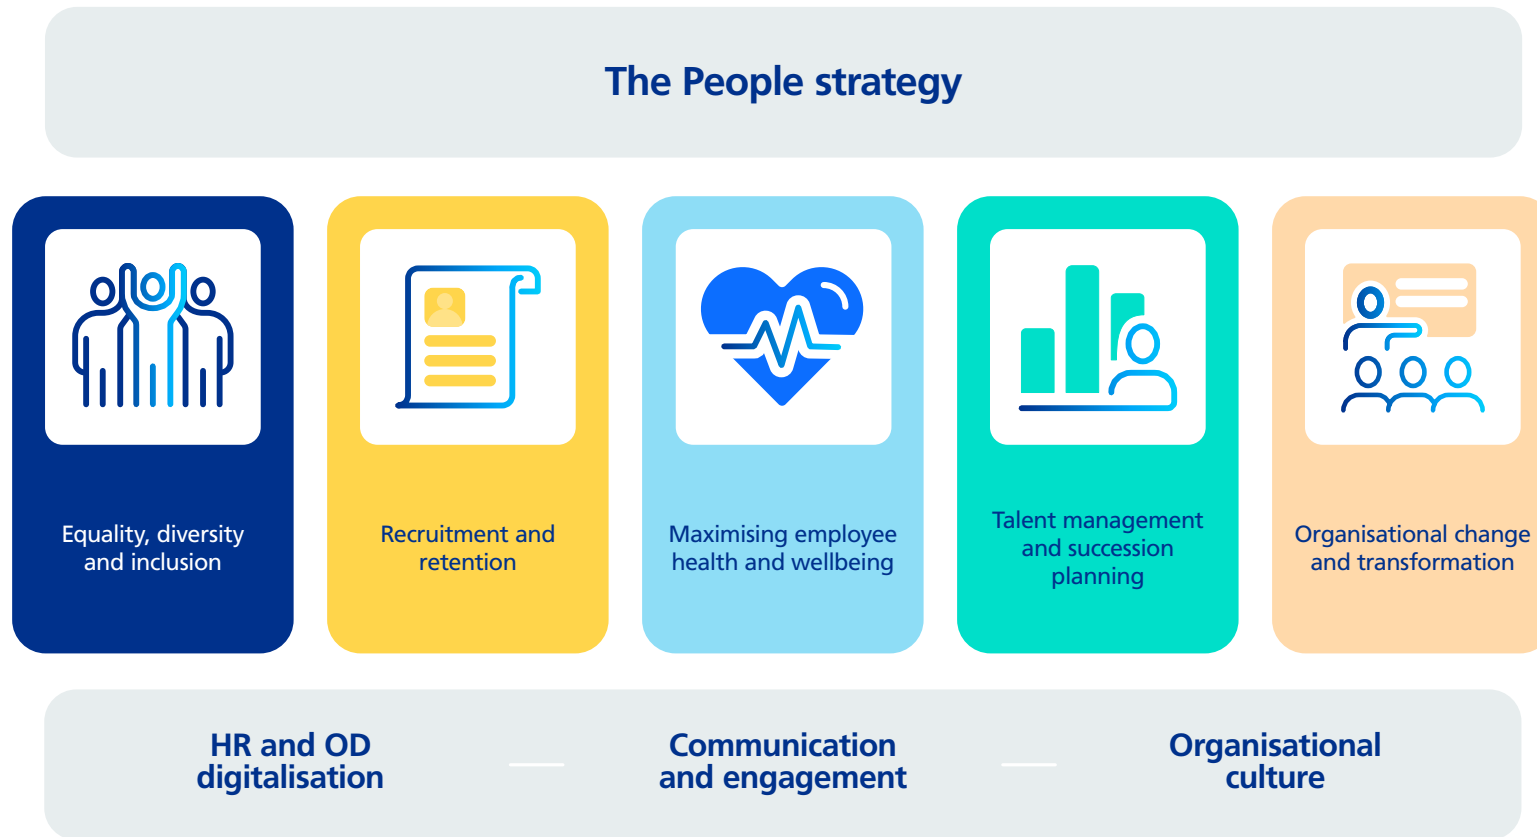 The People strategy
Equality, diversity
and inclusion
Recruitment and
retention
Maximising employee
health and wellbeing
Talent management
and succession
planning
Organisational change
and transformation
HR and OD
digitalisation
Communication
and engagement
Organisational
culture